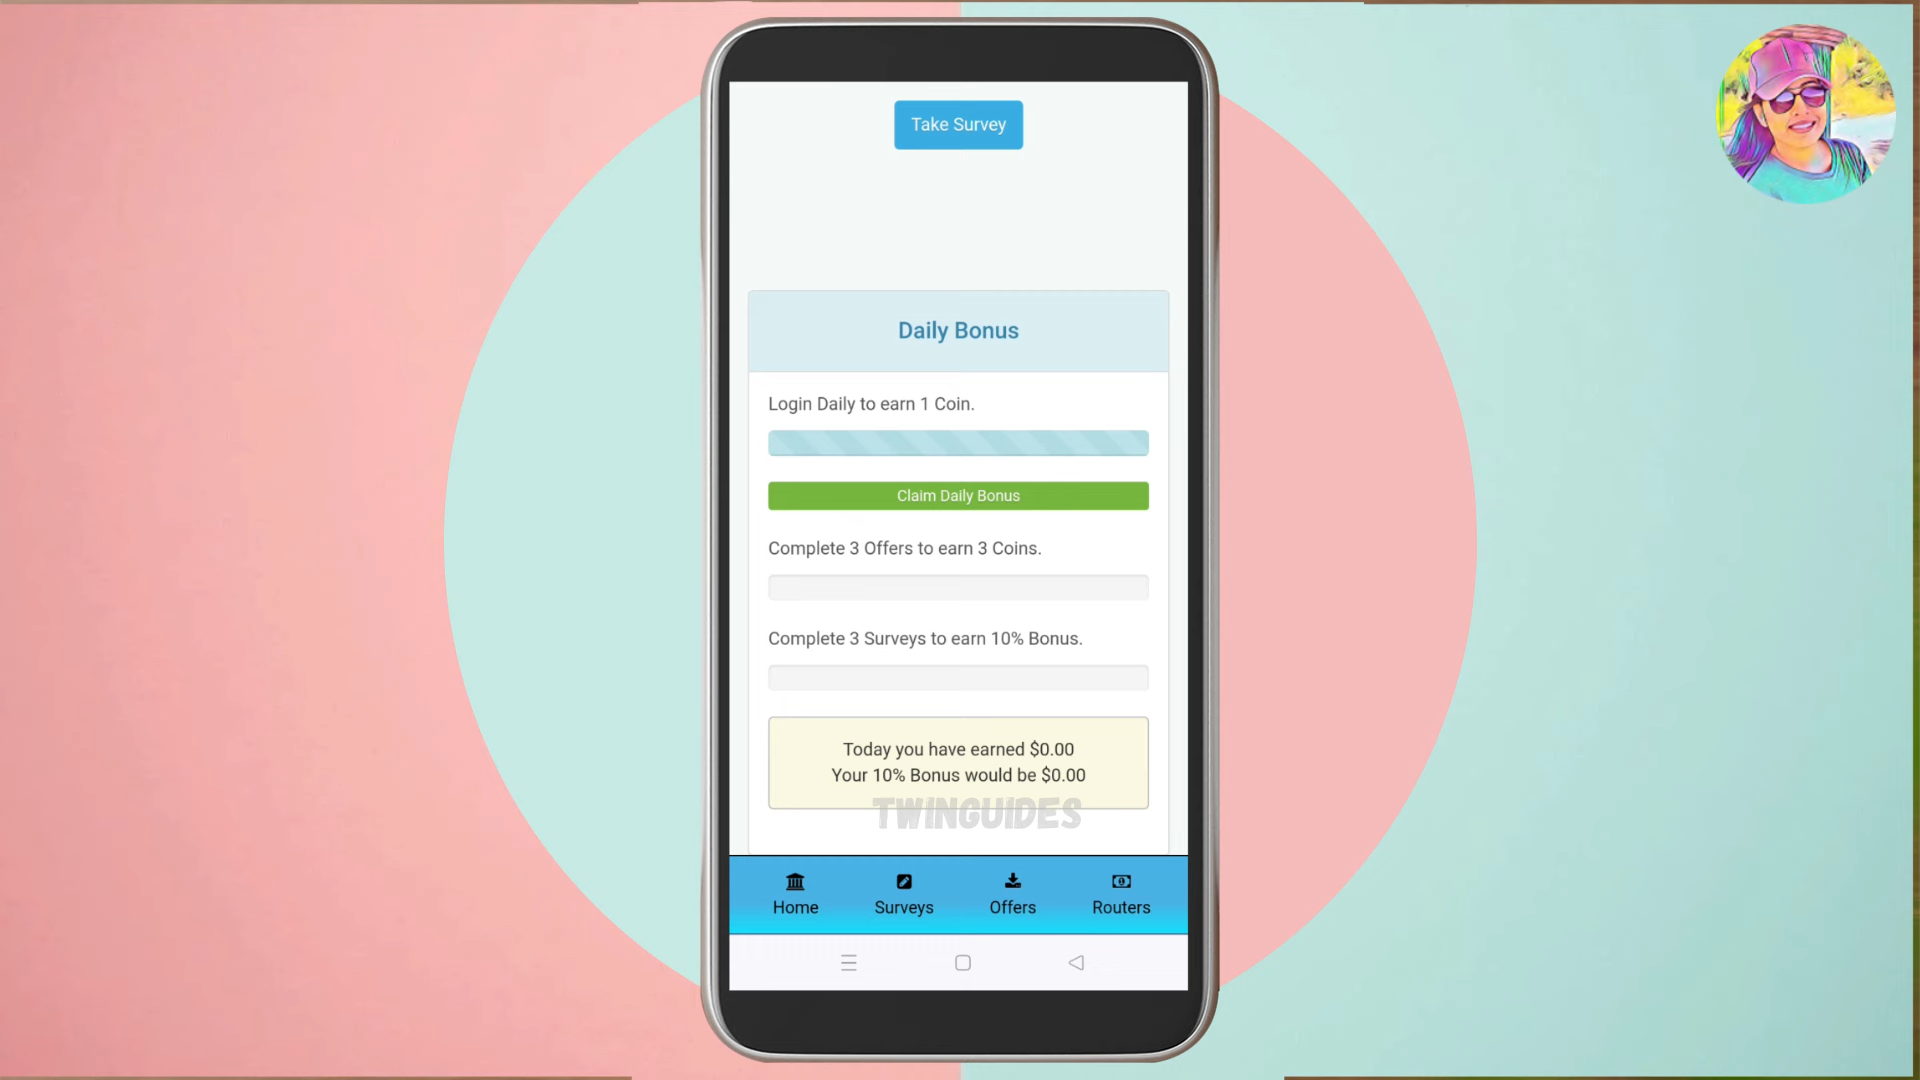 Take Survey
Daily Bonus
Login Daily to earn 1 Coin.
Claim Daily Bonus
Complete 3 Offers to earn 3 Coins.
Complete 3 Surveys to earn 10% Bonus.
Today you have earned $0.00
Your 10% Bonus would be $0.00
TWINGUIDES
Home Surveys Offers Routers